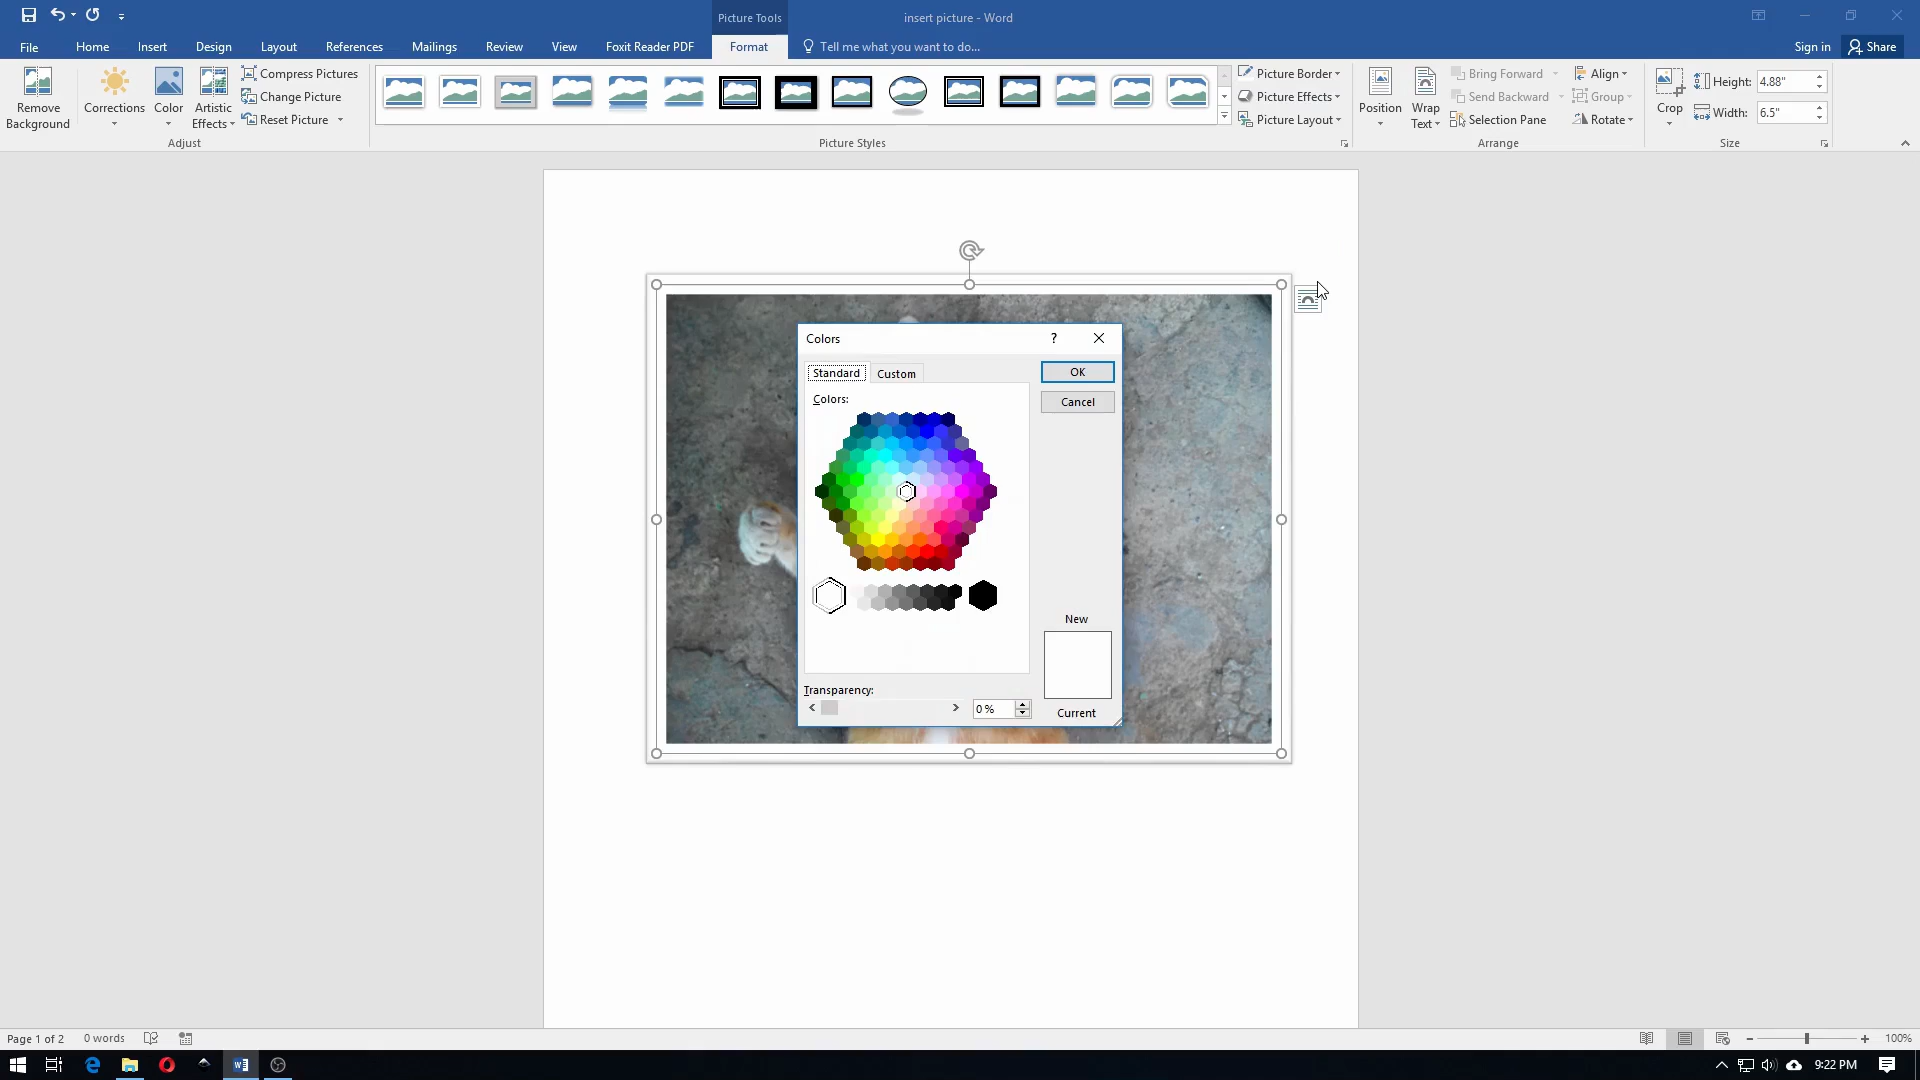 Picture Tools
insert picture - Word
File Home Insert Design Layout References Mailings Review View Foxit Reader PDF Format Tell me what you want to do... Sign in Share
Remove Background
Corrections
Color
Artistic Effects
Compress Pictures
Change Picture
Reset Picture
Adjust
Picture Styles
Picture Border
Picture Effects
Picture Layout
Position
Wrap Text
Bring Forward
Send Backward
Selection Pane
Align
Group
Rotate
Arrange
Crop
Height: 4.88"
Width: 6.5"
Size
Colors ?
Standard Custom
OK
Cancel
Colors:
New
Current
Transparency:
0 %
Page 1 of 2 0 words
100%
9:22 PM